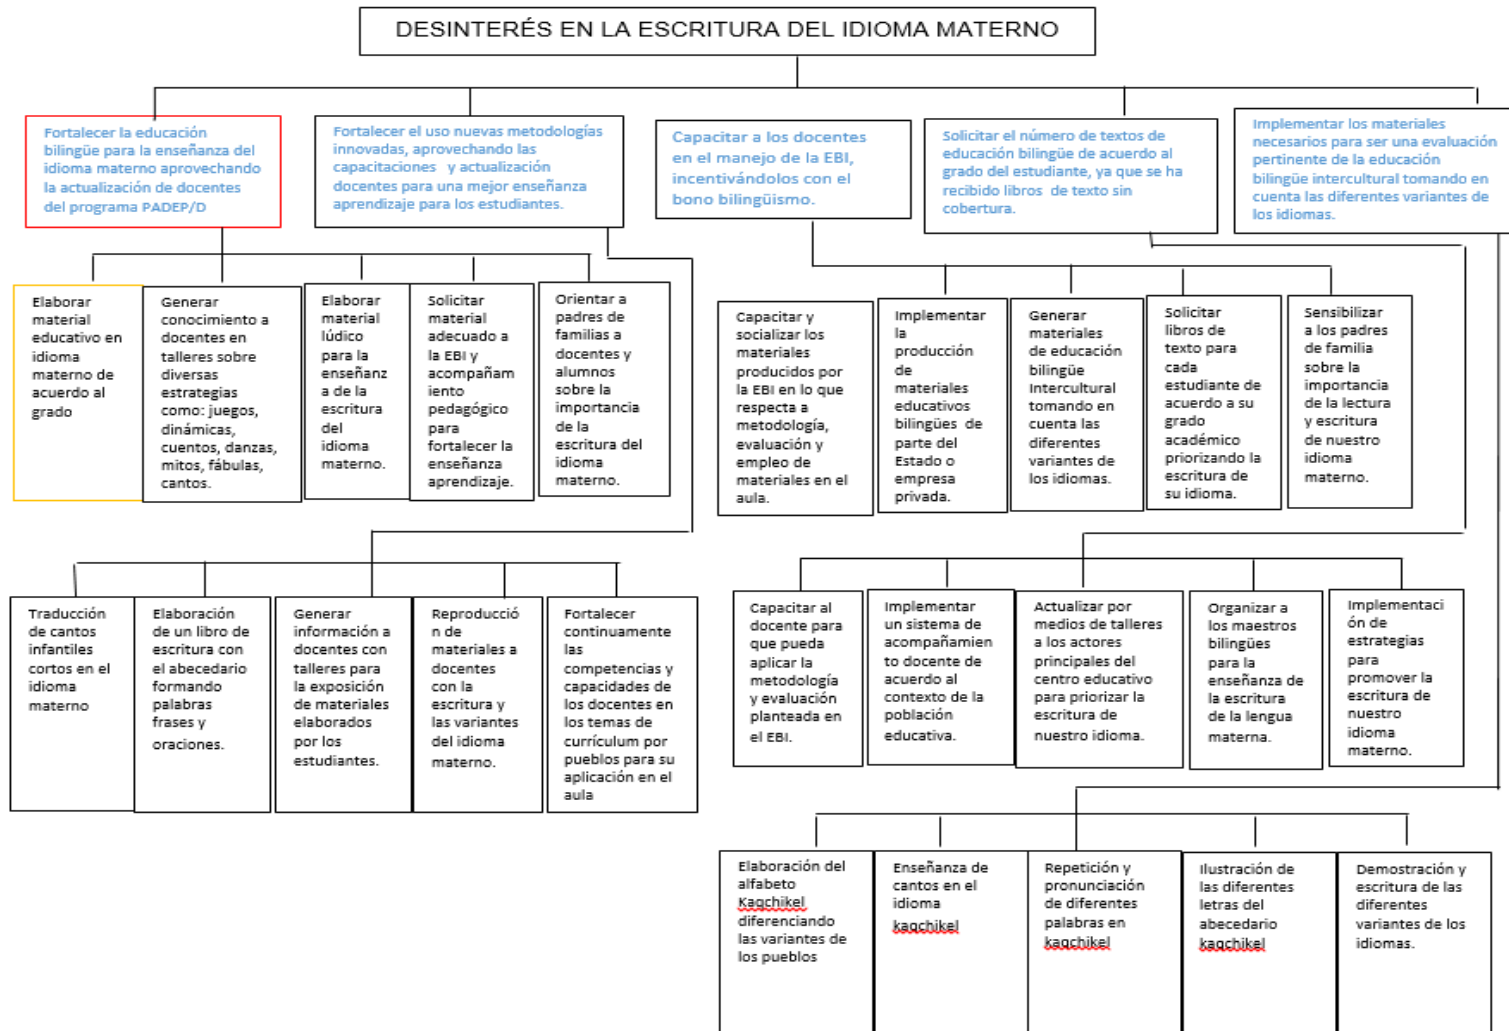 DESINTERÉS EN LA ESCRITURA DEL IDIOMA MATERNO
Fortalecer la educación
bilingüe para la enseñanza del
idioma materno aprovechando
la actualización de docentes
del programa PADEP/D
Fortalecer el uso nuevas metodologías
innovadas, aprovechando las
capacitaciones y actualización
docentes para una mejor enseñanza
aprendizaje para los estudiantes.
Capacitar a los docentes
en el manejo de la EBI,
incentivándolos con el
bono bilingüismo.
Solicitar el número de textos de
educación bilingüe de acuerdo al
grado del estudiante, ya que se ha
recibido libros de texto sin
cobertura.
Implementar los materiales
necesarios para ser una evaluación
pertinente de la educación
bilingüe intercultural tomando en
cuenta las diferentes variantes de
los idiomas.
Elaborar
material
educativo en
idioma
materno de
acuerdo al
grado
Generar
conocimiento a
docentes en
talleres sobre
diversas
estrategias
como: juegos,
dinámicas,
cuentos, danzas,
mitos, fábulas,
cantos.
Elaborar
material
lúdico para
la
enseñanz
a de la
escritura
del
idioma
materno.
Solicitar
material
adecuado a
la EBI y
acompañam
iento
pedagógico
para
fortalecer la
enseñanza
aprendizaje.
Orientar a
padres de
familias a
docentes y
alumnos
sobre la
importancia
de la
escritura del
idioma
materno.
Capacitar y
socializar los
materiales
producidos por
la EBI en lo que
respecta a
metodología,
evaluación y
empleo de
materiales en el
aula.
Implementar
la
producción
de
materiales
educativos
bilingües de
parte del
Estado o
empresa
privada.
Generar
materiales
de educación
bilingüe
Intercultural
tomando en
cuenta las
diferentes
variantes de
los idiomas.
Solicitar
libros de
texto para
cada
estudiante de
acuerdo a su
grado
académico
priorizando la
escritura de
su idioma.
Sensibilizar
a los padres
de familia
sobre la
importancia
de la lectura
y escritura
de nuestro
idioma
materno.
Traducción
de cantos
infantiles
cortos en el
idioma
materno
Elaboración
de un libro de
escritura con
el abecedario
formando
palabras
frases y
oraciones.
Generar
información a
docentes con
talleres para
la exposición
de materiales
elaborados
por los
estudiantes.
Reproducció
n de
materiales a
docentes
con la
escritura y
las variantes
del idioma
materno.
Fortalecer
continuamente
las
competencias y
capacidades de
los docentes en
los temas de
currículum por
pueblos para su
aplicación en el
aula
Capacitar al
docente para
que pueda
aplicar la
metodología
y evaluación
planteada en
el EBI.
Implementar
un sistema de
acompañamien
to docente de
acuerdo al
contexto de la
población
educativa.
Actualizar por
medios de talleres
a los actores
principales del
centro educativo
para priorizar la
escritura de
nuestro idioma.
Organizar a
los maestros
bilingües
para la
enseñanza de
la escritura
de la lengua
materna.
Implementaci
ón de
estrategias
para
promover la
escritura de
nuestro
idioma
materno.
Elaboración del
alfabeto
Kaqchikel
diferenciando
las variantes de
los pueblos
Enseñanza de
cantos en el
idioma
kaqchikel
Repetición y
pronunciación
de diferentes
palabras en
kaqchikel
Ilustración de
las diferentes
letras del
abecedario
kaqchikel
Demostración y
escritura de las
diferentes
variantes de los
idiomas.